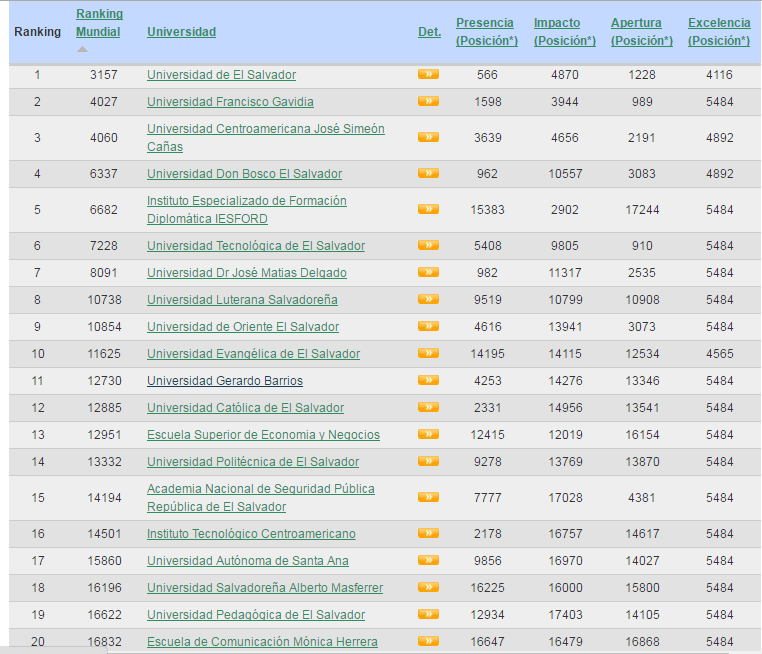 Ranking Ranking Mundial Universidad Det. Presencia (Posición*) Impacto (Posición*) Apertura (Posición*) Excelencia (Posición*)
1 3157 Universidad de El Salvador 566 4870 1228 4116
2 4027 Universidad Francisco Gavidia 1598 3944 989 5484
3 4060 Universidad Centroamericana José Simeón Cañas 3639 4656 2191 4892
4 6337 Universidad Don Bosco El Salvador 962 10557 3083 4892
5 6682 Instituto Especializado de Formación Diplomática IESFORD 15383 2902 17244 5484
6 7228 Universidad Tecnológica de El Salvador 5408 9805 910 5484
7 8091 Universidad Dr José Matias Delgado 982 11317 2535 5484
8 10738 Universidad Luterana Salvadoreña 9519 10799 10908 5484
9 10854 Universidad de Oriente El Salvador 4616 13941 3073 5484
10 11625 Universidad Evangélica de El Salvador 14195 14115 12534 4565
11 12730 Universidad Gerardo Barrios 4253 14276 13346 5484
12 12885 Universidad Católica de El Salvador 2331 14956 13541 5484
13 12951 Escuela Superior de Economia y Negocios 12415 12019 16154 5484
14 13332 Universidad Politécnica de El Salvador 9278 13769 13870 5484
15 14194 Academia Nacional de Seguridad Pública República de El Salvador 7777 17028 4381 5484
16 14501 Instituto Tecnológico Centroamericano 2178 16757 14617 5484
17 15860 Universidad Autónoma de Santa Ana 9856 16970 14027 5484
18 16196 Universidad Salvadoreña Alberto Masferrer 16225 16000 15800 5484
19 16622 Universidad Pedagógica de El Salvador 12934 17403 14105 5484
20 16832 Escuela de Comunicación Mònica Herrera 16647 16479 16868 5484